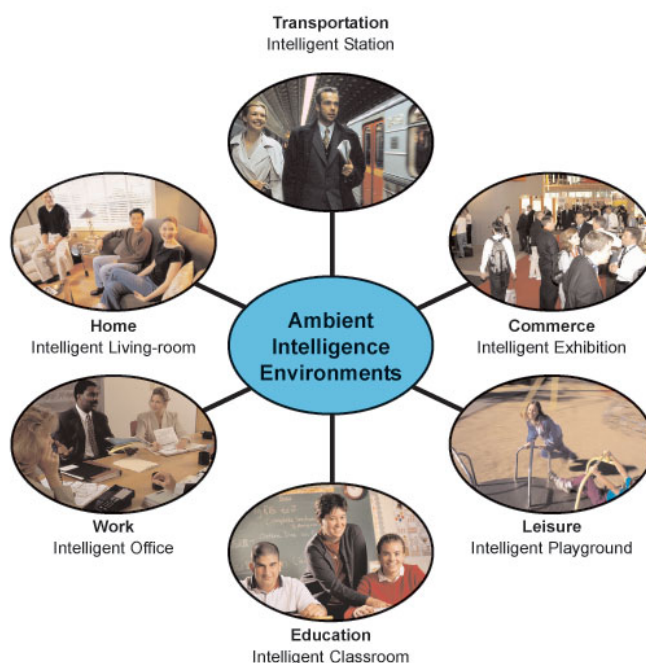 Transportation
Intelligent Station
Home
Intelligent Living-room
Ambient
Intelligence
Environments
Commerce
Intelligent Exhibition
Work
Intelligent Office
Leisure
Intelligent Playground
Education
Intelligent Classroom